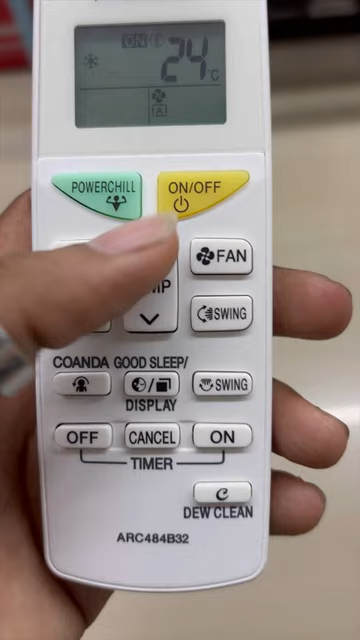 ON
24°C
A
POWERCHILL
ON/OFF
FAN
SWING
COANDA GOOD SLEEP/
SWING
DISPLAY
OFF CANCEL ON
TIMER
DEW CLEAN
ARC484B32